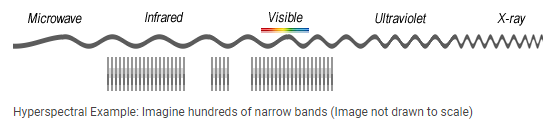 Microwave Infrared Visible Ultraviolet X-ray
Hyperspectral Example: Imagine hundreds of narrow bands (Image not drawn to scale)